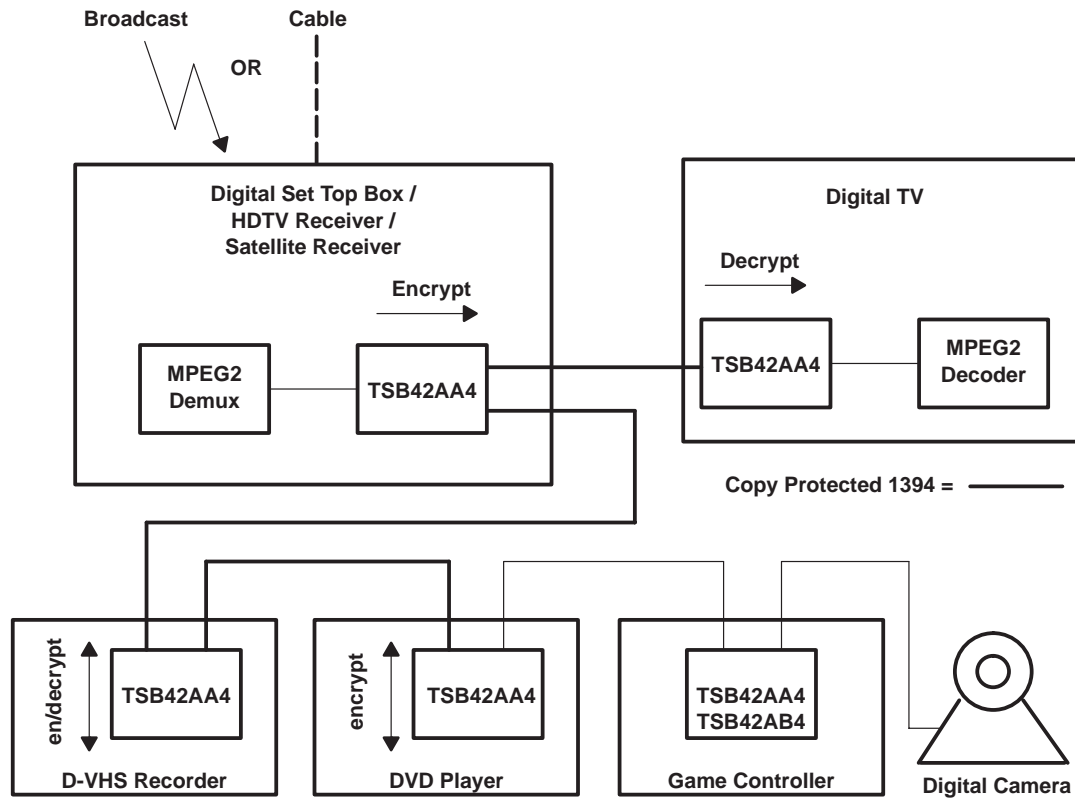 Broadcast
Cable
OR
Digital Set Top Box /
HDTV Receiver /
Satellite Receiver
Digital TV
Encrypt
Decrypt
MPEG2
Demux
TSB42AA4
TSB42AA4
MPEG2
Decoder
Copy Protected 1394 =
en/decrypt
TSB42AA4
D-VHS Recorder
encrypt
TSB42AA4
DVD Player
TSB42AA4
TSB42AB4
Game Controller
Digital Camera